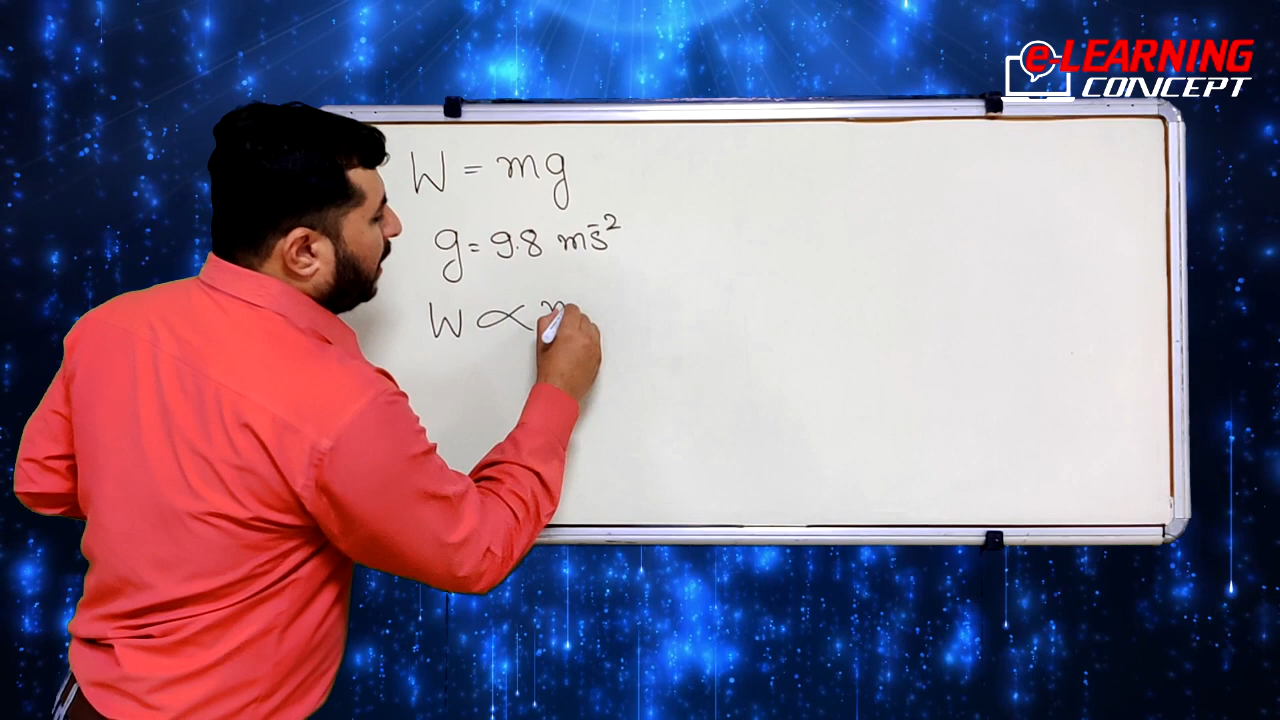 e-LEARNING
CONCEPT
W = mg
g = 9.8 ms̄²
W ∝